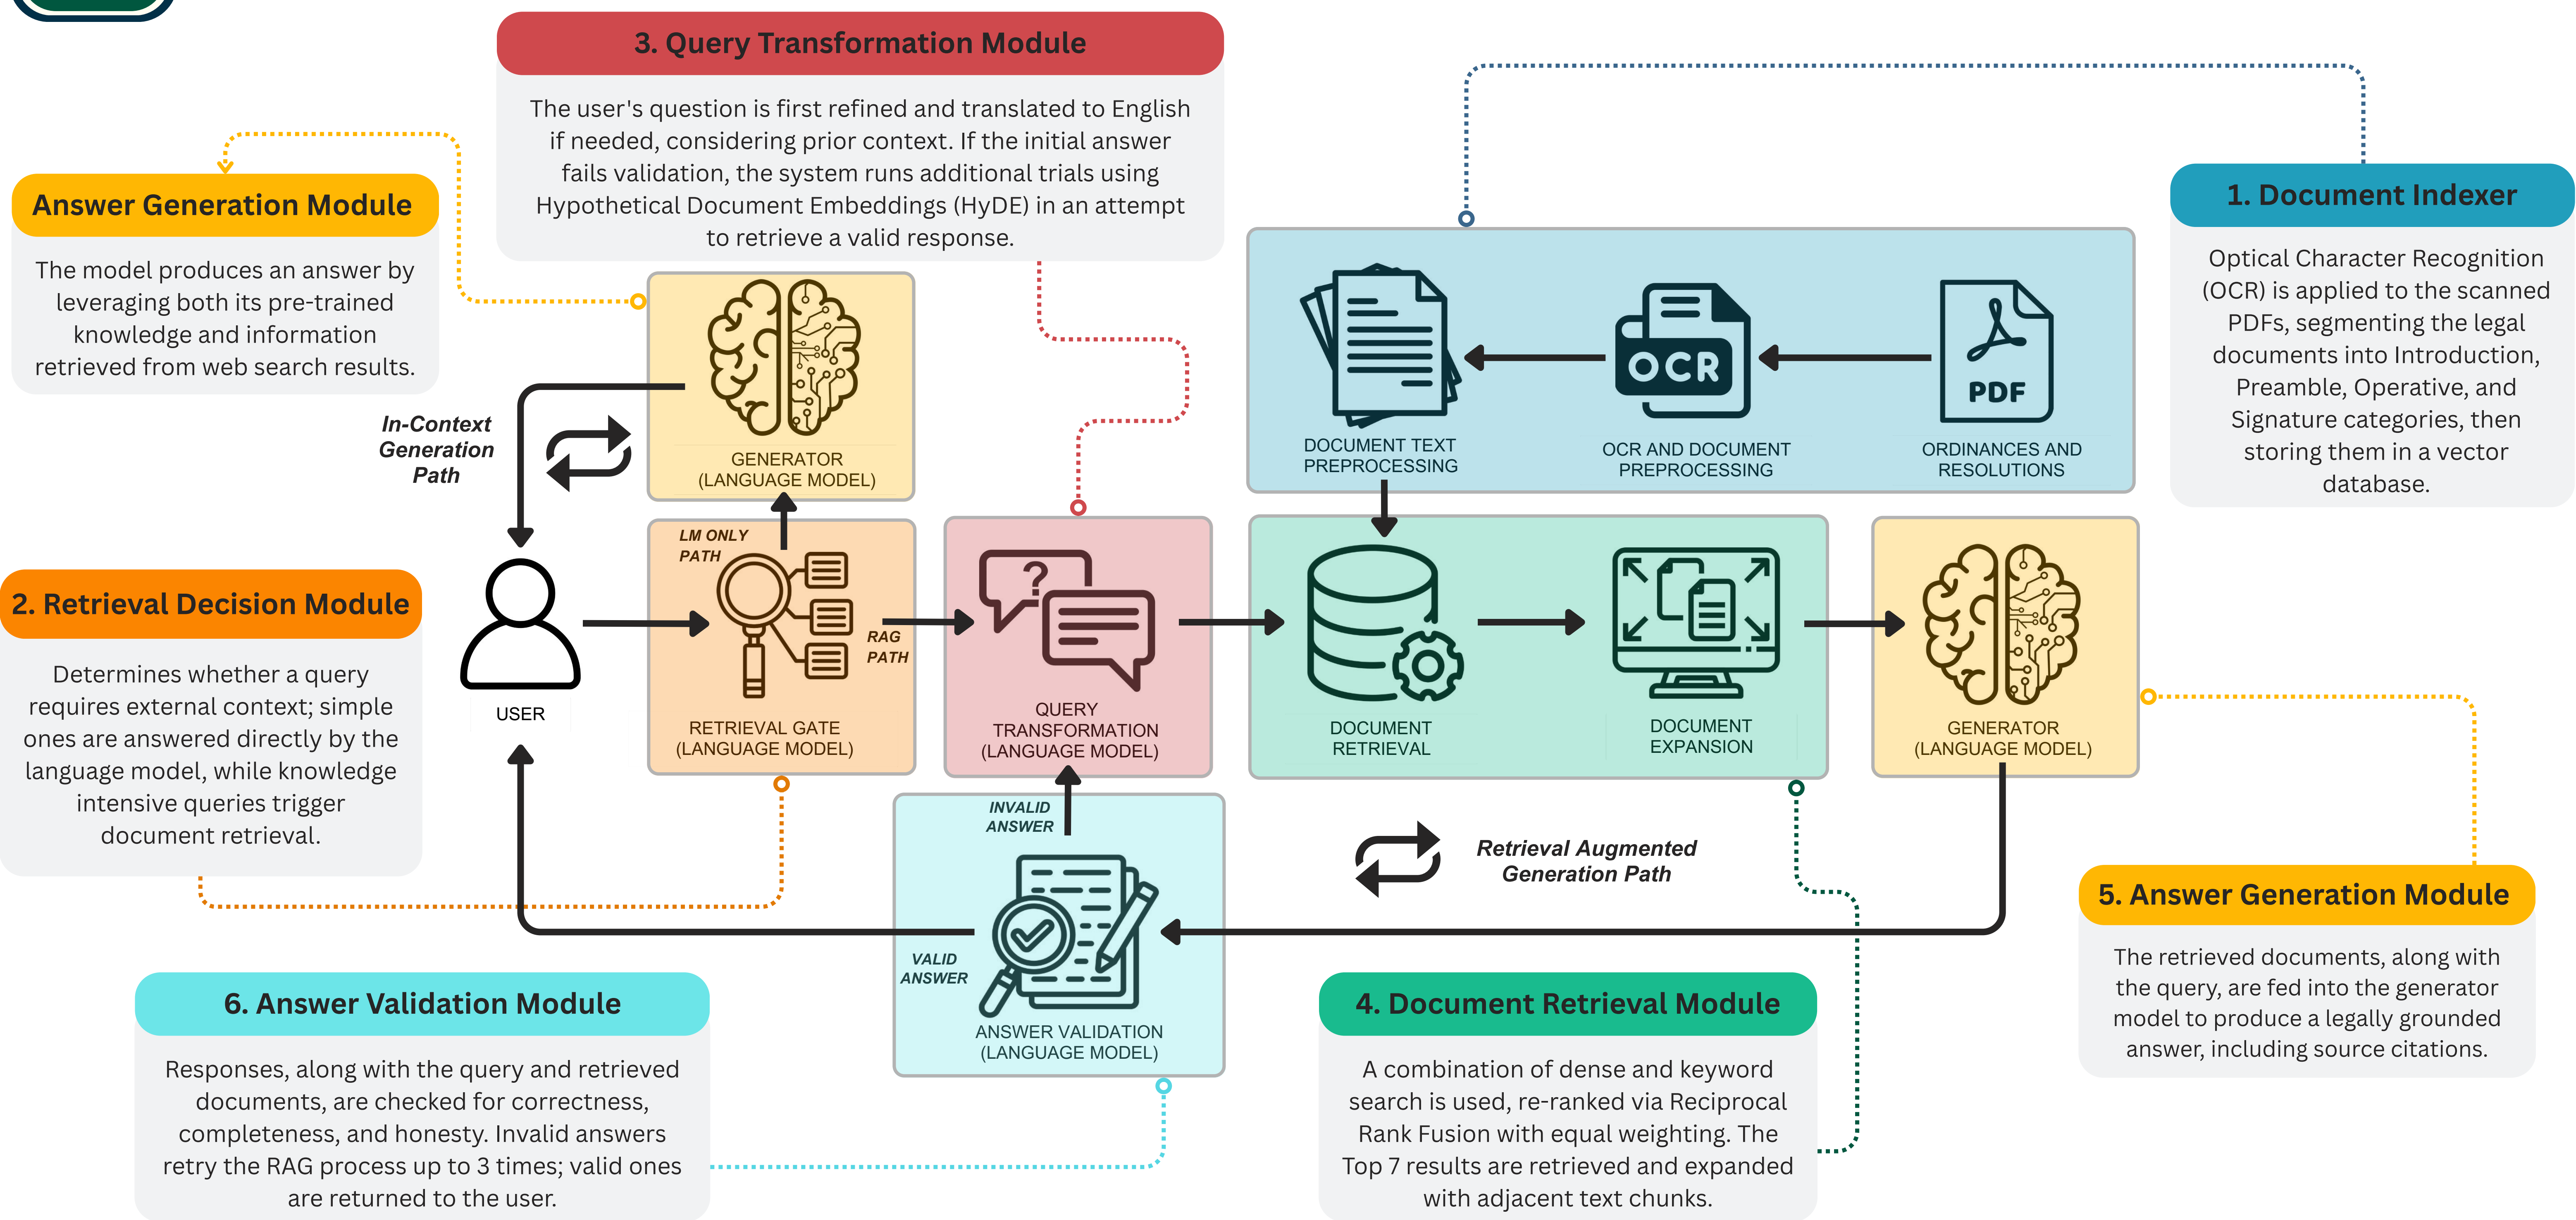 3. Query Transformation Module
The user's question is first refined and translated to English
if needed, considering prior context. If the initial answer
fails validation, the system runs additional trials using
Hypothetical Document Embeddings (HyDE) in an attempt
to retrieve a valid response.
Answer Generation Module
The model produces an answer by
leveraging both its pre-trained
knowledge and information
retrieved from web search results.
1. Document Indexer
Optical Character Recognition
(OCR) is applied to the scanned
PDFs, segmenting the legal
documents into Introduction,
Preamble, Operative, and
Signature categories, then
storing them in a vector
database.
In-Context
Generation
Path
GENERATOR
(LANGUAGE MODEL)
DOCUMENT TEXT
PREPROCESSING
OCR
OCR AND DOCUMENT
PREPROCESSING
PDF
ORDINANCES AND
RESOLUTIONS
2. Retrieval Decision Module
Determines whether a query
requires external context; simple
ones are answered directly by the
language model, while knowledge
intensive queries trigger
document retrieval.
USER
LM ONLY
PATH
RETRIEVAL GATE
(LANGUAGE MODEL)
RAG
PATH
?
QUERY
TRANSFORMATION
(LANGUAGE MODEL)
DOCUMENT
RETRIEVAL
DOCUMENT
EXPANSION
GENERATOR
(LANGUAGE MODEL)
INVALID
ANSWER
VALID
ANSWER
ANSWER VALIDATION
(LANGUAGE MODEL)
Retrieval Augmented
Generation Path
5. Answer Generation Module
The retrieved documents, along with
the query, are fed into the generator
model to produce a legally grounded
answer, including source citations.
6. Answer Validation Module
Responses, along with the query and retrieved
documents, are checked for correctness,
completeness, and honesty. Invalid answers
retry the RAG process up to 3 times; valid ones
are returned to the user.
4. Document Retrieval Module
A combination of dense and keyword
search is used, re-ranked via Reciprocal
Rank Fusion with equal weighting. The
Top 7 results are retrieved and expanded
with adjacent text chunks.